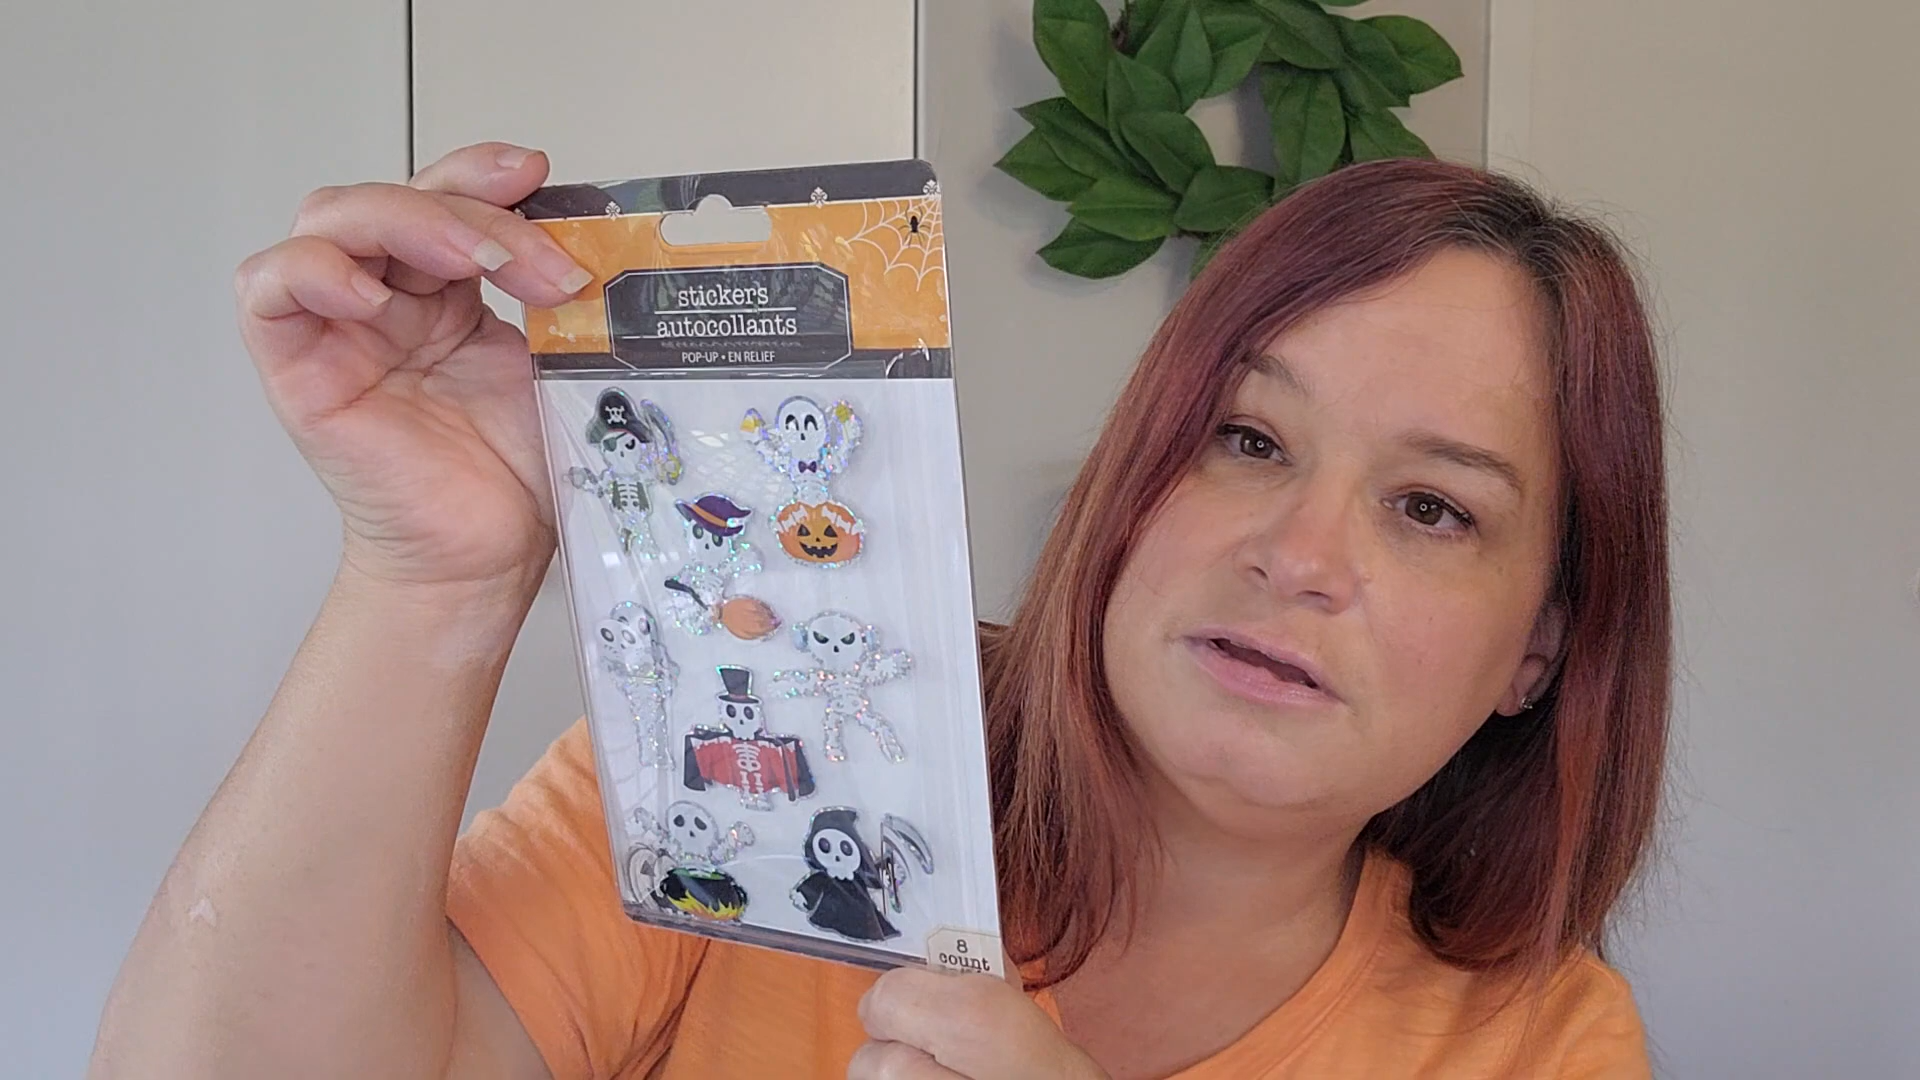 stickers
autocollants
POP-UP • EN RELIEF
8
count